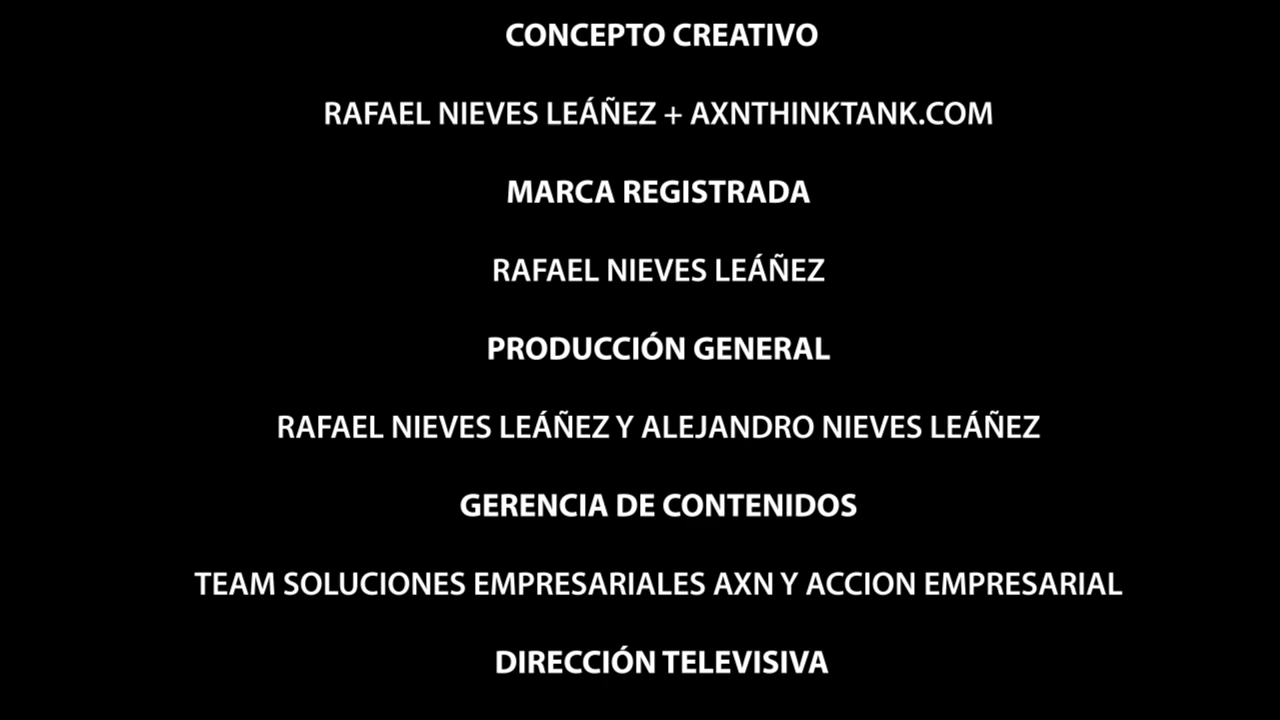 CONCEPTO CREATIVO
RAFAEL NIEVES LEÁÑEZ + AXNTHINKTANK.COM
MARCA REGISTRADA
RAFAEL NIEVES LEÁÑEZ
PRODUCCIÓN GENERAL
RAFAEL NIEVES LEÁÑEZ Y ALEJANDRO NIEVES LEÁÑEZ
GERENCIA DE CONTENIDOS
TEAM SOLUCIONES EMPRESARIALES AXN Y ACCION EMPRESARIAL
DIRECCIÓN TELEVISIVA